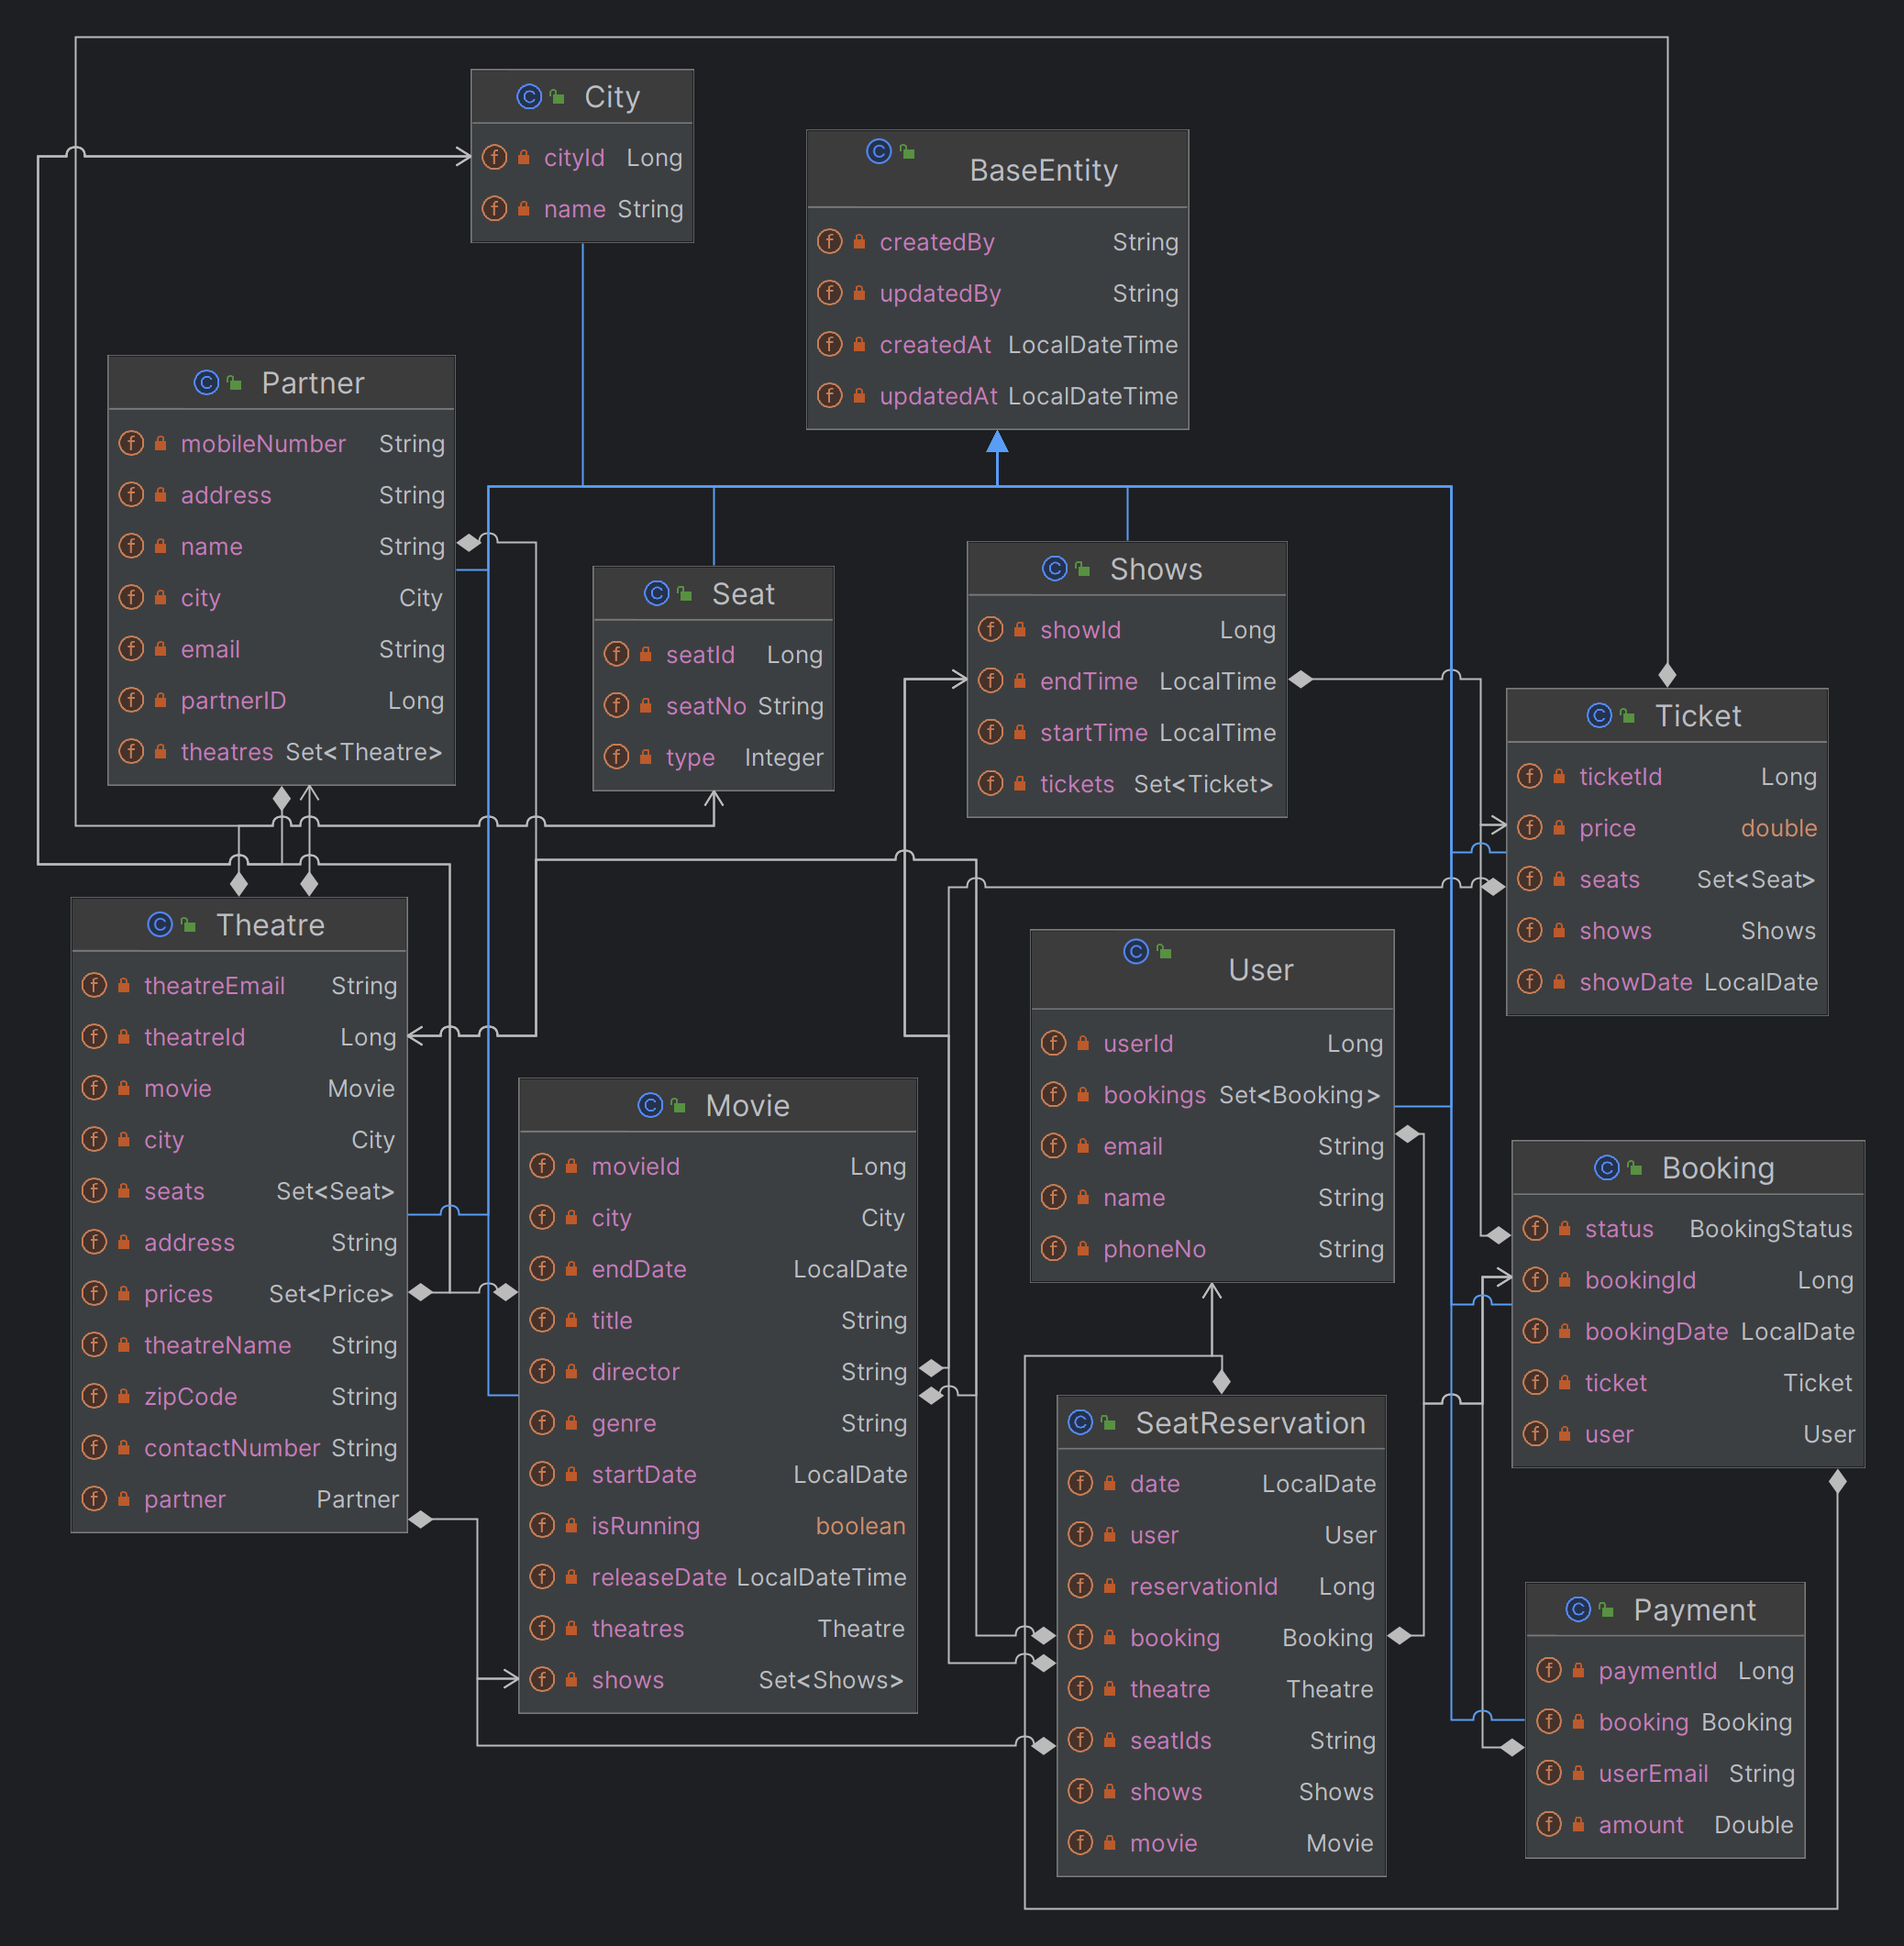 City
cityId Long
name String
BaseEntity
createdBy String
updatedBy String
createdAt LocalDateTime
updatedAt LocalDateTime
Partner
mobileNumber String
address String
name String
city City
email String
partnerID Long
theatres Set<Theatre>
Seat
seatId Long
seatNo String
type Integer
Shows
showId Long
endTime LocalTime
startTime LocalTime
tickets Set<Ticket>
Ticket
ticketId Long
price double
seats Set<Seat>
shows Shows
showDate LocalDate
Theatre
theatreEmail String
theatreId Long
movie Movie
city City
seats Set<Seat>
address String
prices Set<Price>
theatreName String
zipCode String
contactNumber String
partner Partner
User
userId Long
bookings Set<Booking>
email String
name String
phoneNo String
Movie
movieId Long
city City
endDate LocalDate
title String
director String
genre String
startDate LocalDate
isRunning boolean
releaseDate LocalDateTime
theatres Theatre
shows Set<Shows>
Booking
status BookingStatus
bookingId Long
bookingDate LocalDate
ticket Ticket
user User
SeatReservation
date LocalDate
user User
reservationId Long
booking Booking
theatre Theatre
seatIds String
shows Shows
movie Movie
Payment
paymentId Long
booking Booking
userEmail String
amount Double